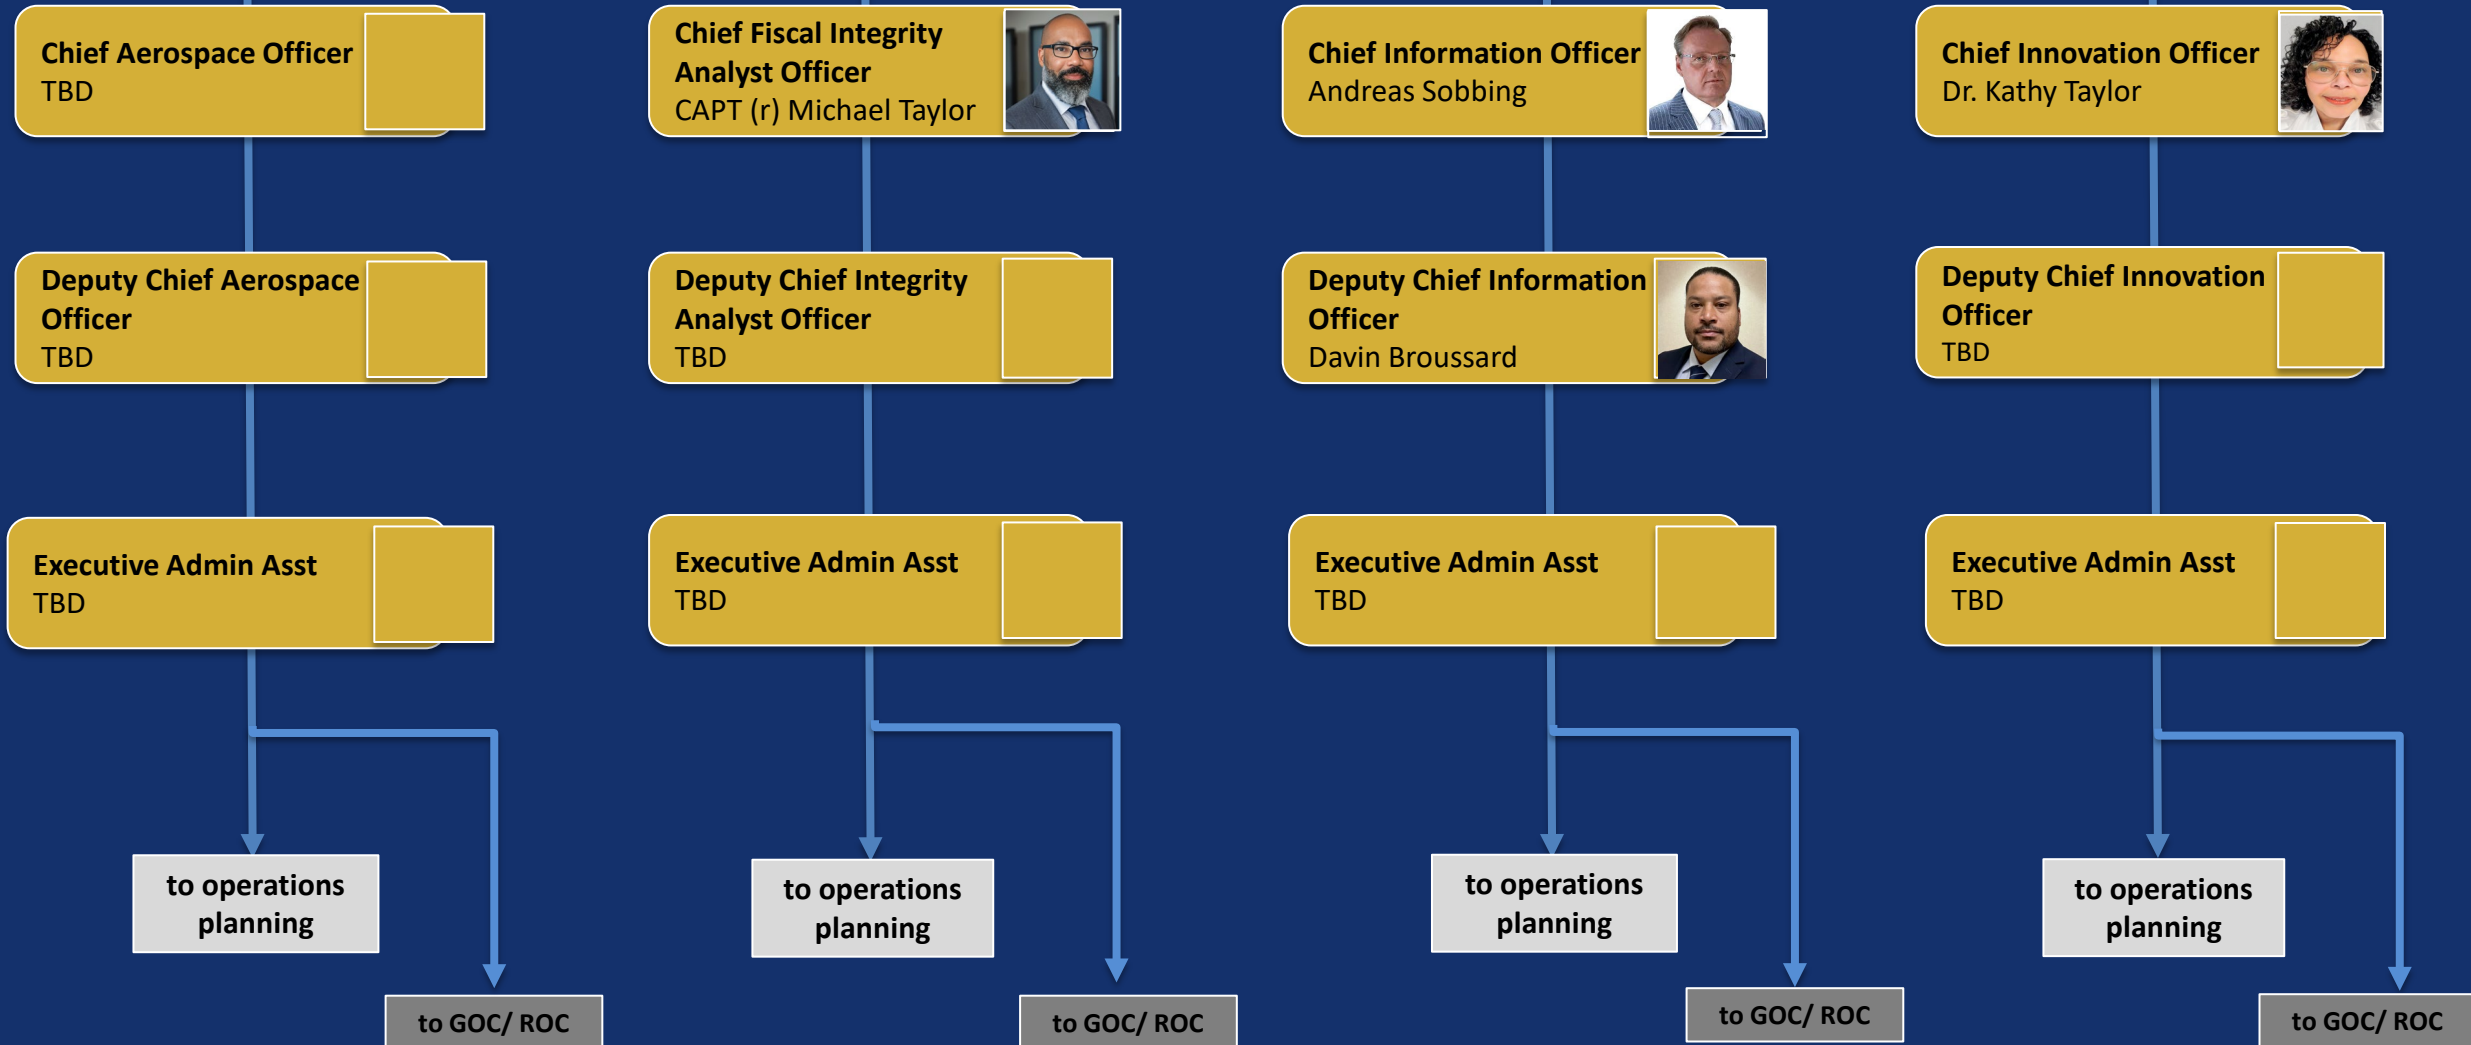 Chief Aerospace Officer
TBD
Chief Fiscal Integrity
Analyst Officer
CAPT (r) Michael Taylor
Chief Information Officer
Andreas Sobbing
Chief Innovation Officer
Dr. Kathy Taylor
Deputy Chief Aerospace
Officer
TBD
Deputy Chief Integrity
Analyst Officer
TBD
Deputy Chief Information
Officer
Davin Broussard
Deputy Chief Innovation
Officer
TBD
Executive Admin Asst
TBD
Executive Admin Asst
TBD
Executive Admin Asst
TBD
Executive Admin Asst
TBD
to operations
planning
to operations
planning
to operations
planning
to operations
planning
to GOC/ ROC
to GOC/ ROC
to GOC/ ROC
to GOC/ ROC